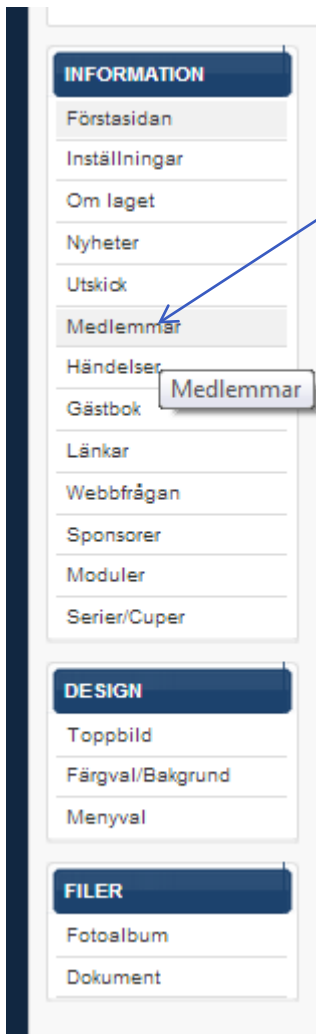 INFORMATION
Förstasidan
Inställningar
Om laget
Nyheter
Utskick
Medlemmar
Händelser
Medlemmar
Gästbok
Länkar
Webbfrågan
Sponsorer
Moduler
Serier/Cuper
DESIGN
Toppbild
Färgval/Bakgrund
Menyval
FILER
Fotoalbum
Dokument